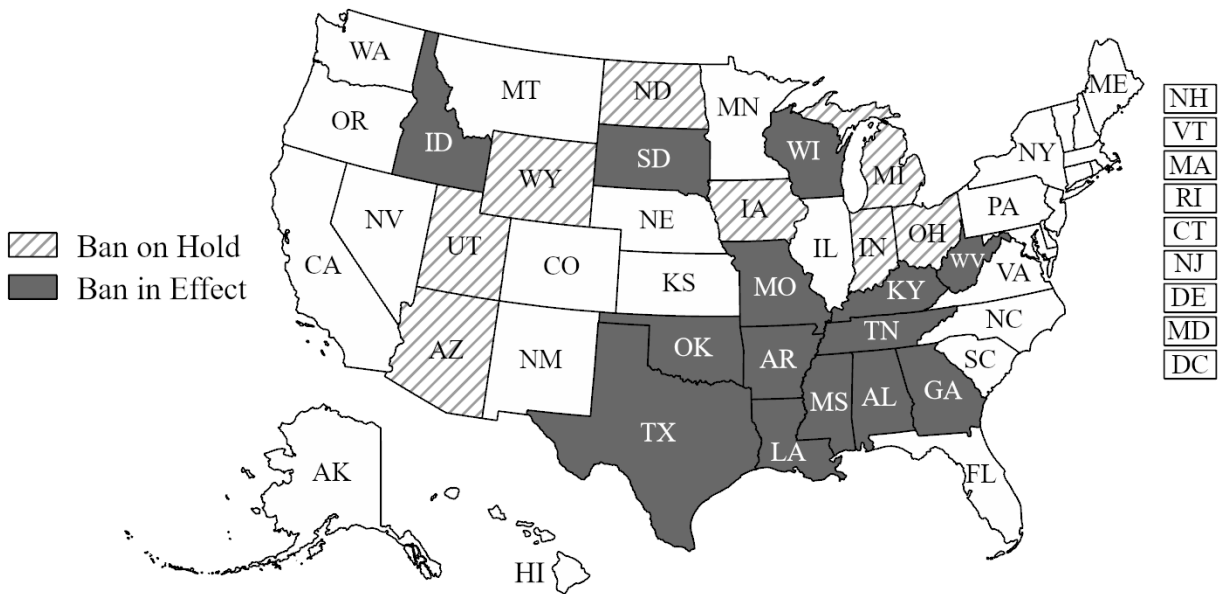 WA
MT
ND
MN
ME
OR
ID
SD
WI
NY
WY
MI
NV
NE
IA
PA
UT
IL
IN
OH
CA
CO
KS
MO
KY
WV
VA
AZ
NM
OK
AR
TN
NC
SC
TX
LA
MS
AL
GA
FL
AK
HI
Ban on Hold
Ban in Effect
NH
VT
MA
RI
CT
NJ
DE
MD
DC